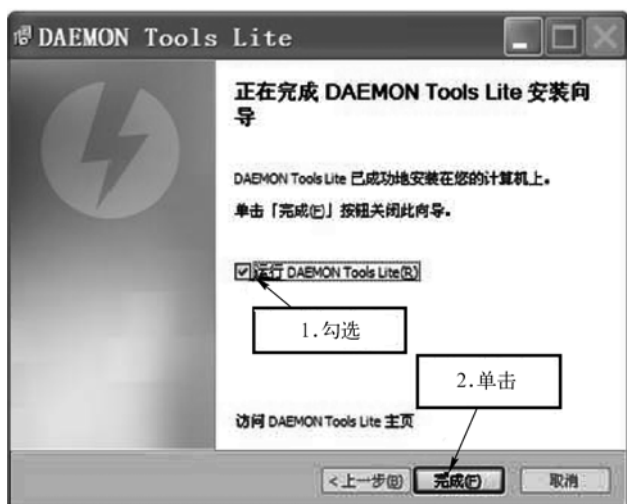 DAEMON Tools Lite
正在完成 DAEMON Tools Lite 安装向
导
DAEMON Tools Lite 已成功地安装在您的计算机上。
单击「完成(F)」按钮关闭此向导。
运行 DAEMON Tools Lite(R)
1.勾选
2.单击
访问 DAEMON Tools Lite 主页
<上一步(B) 完成(F) 取消